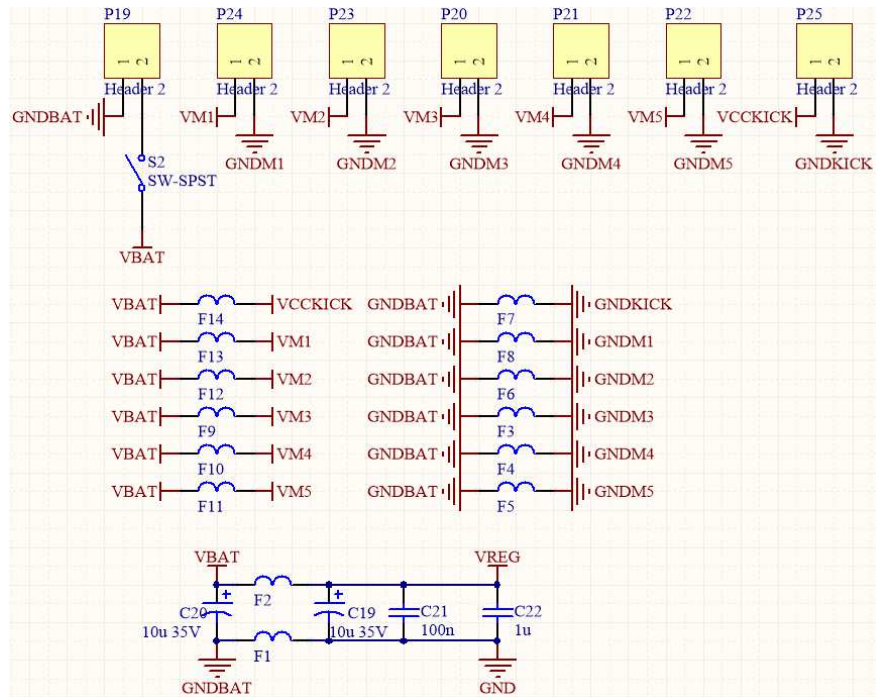 P19 P24 P23 P20 P21 P22 P25
1 2 1 2 1 2 1 2 1 2 1 2 1 2
Header 2 Header 2 Header 2 Header 2 Header 2 Header 2 Header 2
GNDBAT VM1 VM2 VM3 VM4 VM5 VCCKICK
GNDM1 GNDM2 GNDM3 GNDM4 GNDM5 GNDKICK
S2
SW-SPST
VBAT
VBAT F14 VCCKICK GNDBAT F7 GNDKICK
VBAT F13 VM1 GNDBAT F8 GNDM1
VBAT F12 VM2 GNDBAT F6 GNDM2
VBAT F9 VM3 GNDBAT F3 GNDM3
VBAT F10 VM4 GNDBAT F4 GNDM4
VBAT F11 VM5 GNDBAT F5 GNDM5
VBAT VREG
+ F2 +
C20 C19 C21 C22
10u 35V 10u 35V 100n 1u
F1
GNDBAT GND